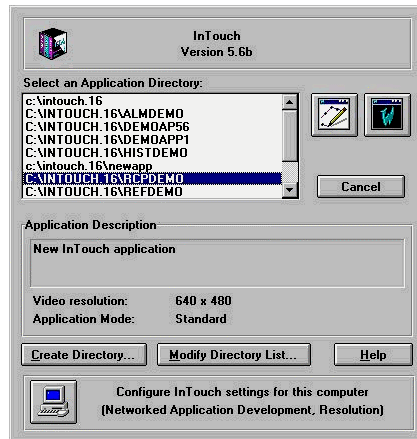 InTouch
Version 5.6b
Select an Application Directory:
c:\intouch.16
C:\INTOUCH.16\ALMDEMO
C:\INTOUCH.16\DEMOAP56
C:\INTOUCH.16\DEMOAPP1
C:\INTOUCH.16\HISTDEMO
c:\intouch.16\newapp
C:\INTOUCH.16\RCPDEMO
C:\INTOUCH.16\REFDEMO
Cancel
Application Description
New InTouch application
Video resolution: 640 x 480
Application Mode: Standard
Create Directory... Modify Directory List... Help
Configure InTouch settings for this computer
(Networked Application Development, Resolution)